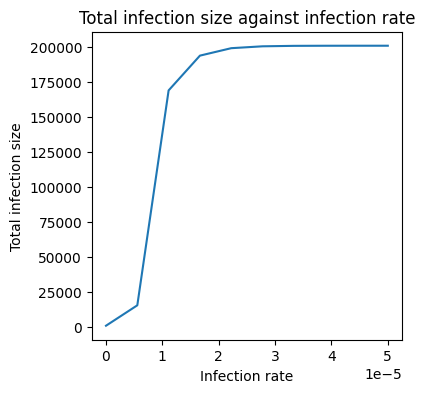 Total infection size against infection rate
200000
175000
150000
125000
100000
75000
50000
25000
0
Total infection size
0 1 2 3 4 5
1e−5
Infection rate